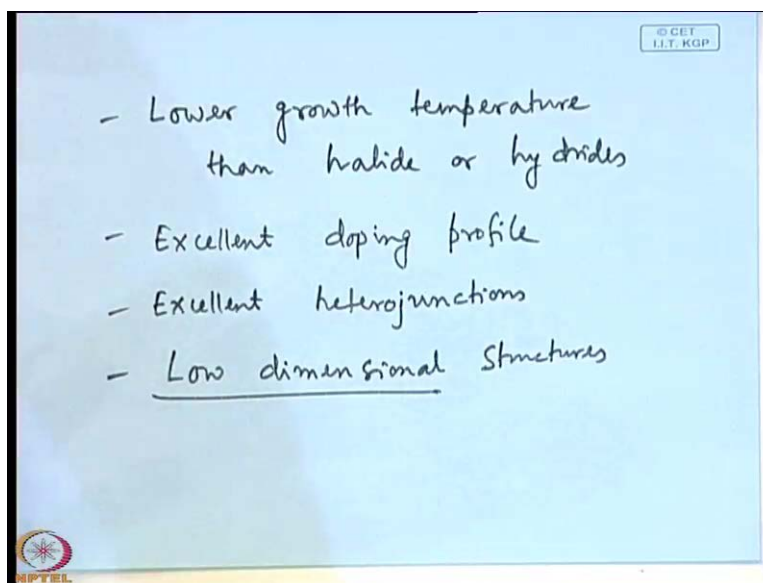 © CET
I.I.T. KGP
- Lower growth temperature
than halide or hydrides
- Excellent doping profile
- Excellent heterojunctions
- Low dimensional structures
NPTEL